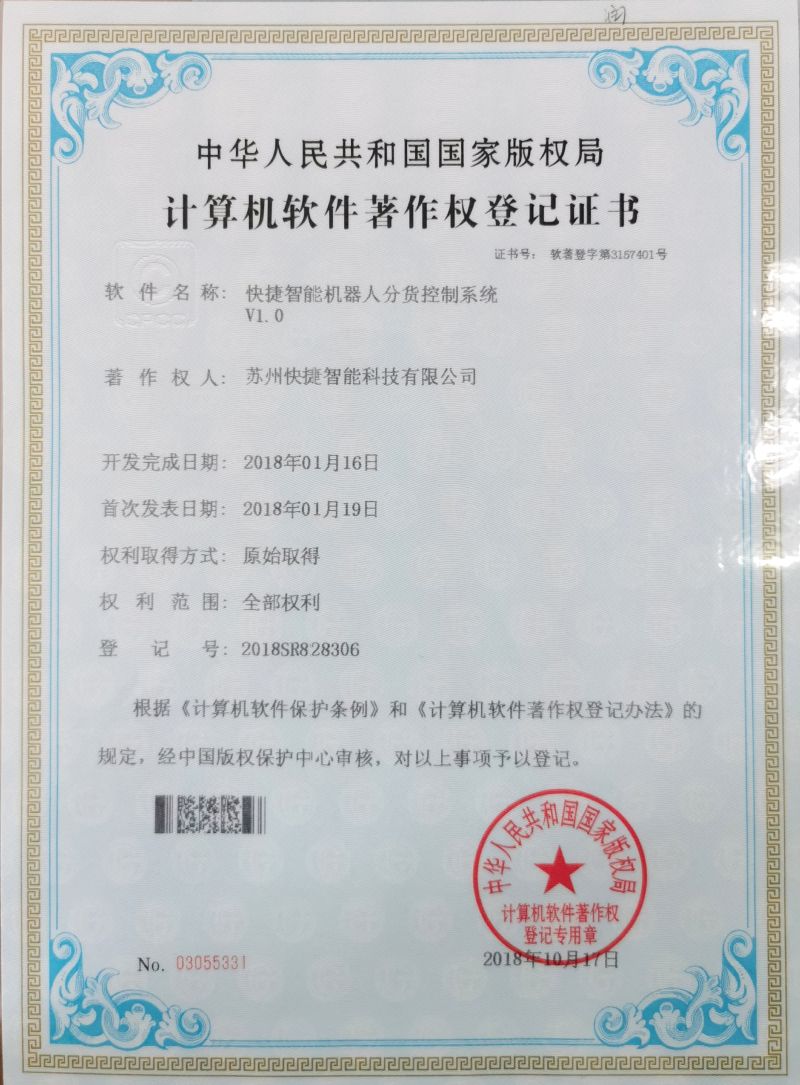 中华人民共和国国家版权局
计算机软件著作权登记证书
证书号： 软著登字第3157401号
软件名称： 快捷智能机器人分货控制系统
V1.0
著作权人： 苏州快捷智能科技有限公司
开发完成日期： 2018年01月16日
首次发表日期： 2018年01月19日
权利取得方式： 原始取得
权利范围： 全部权利
登记号： 2018SR828306
根据《计算机软件保护条例》和《计算机软件著作权登记办法》的
规定，经中国版权保护中心审核，对以上事项予以登记。
中华人民共和国国家版权局
计算机软件著作权
登记专用章
No. 03055331
2018年10月17日